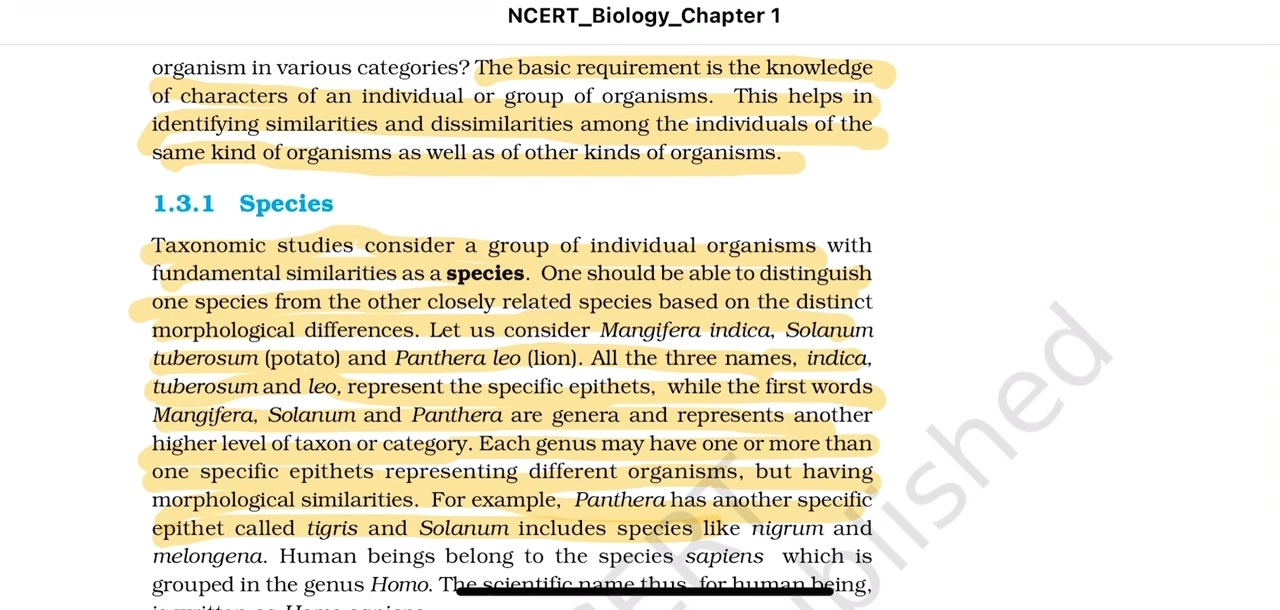 NCERT_Biology_Chapter 1
organism in various categories? The basic requirement is the knowledge
of characters of an individual or group of organisms. This helps in
identifying similarities and dissimilarities among the individuals of the
same kind of organisms as well as of other kinds of organisms.
1.3.1 Species
Taxonomic studies consider a group of individual organisms with
fundamental similarities as a species. One should be able to distinguish
one species from the other closely related species based on the distinct
morphological differences. Let us consider Mangifera indica, Solanum
tuberosum (potato) and Panthera leo (lion). All the three names, indica,
tuberosum and leo, represent the specific epithets, while the first words
Mangifera, Solanum and Panthera are genera and represents another
higher level of taxon or category. Each genus may have one or more than
one specific epithets representing different organisms, but having
morphological similarities. For example, Panthera has another specific
epithet called tigris and Solanum includes species like nigrum and
melongena. Human beings belong to the species sapiens which is
grouped in the genus Homo. The scientific name thus, for human being,